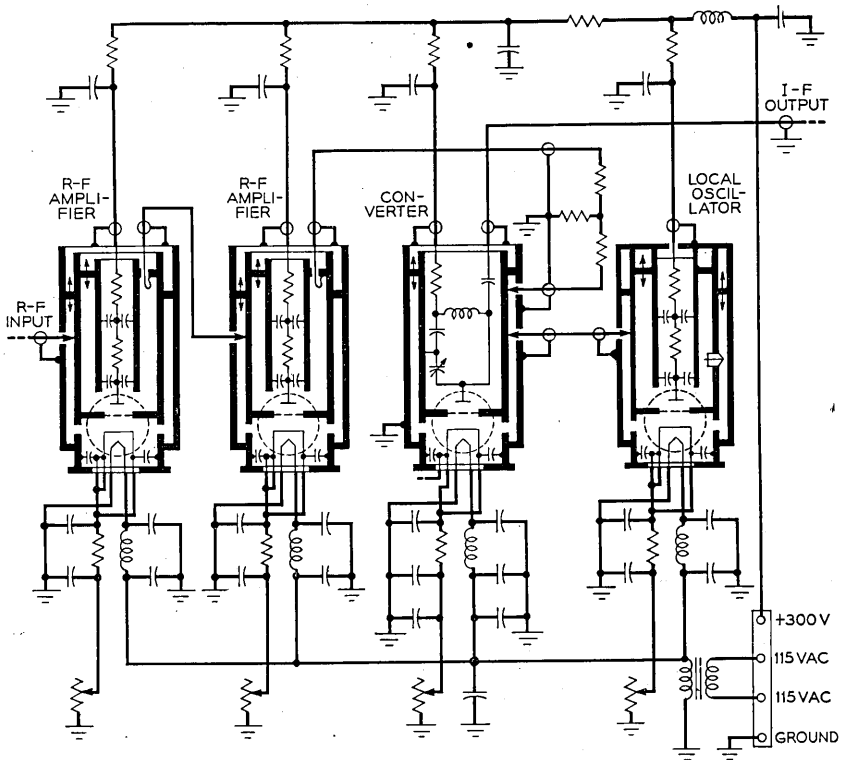 I-F
OUTPUT
R-F
AMPLI-
FIER
R-F
AMPLI-
FIER
CON-
VERTER
LOCAL
OSCIL-
LATOR
R-F
INPUT
+300 V
115 VAC
115 VAC
GROUND